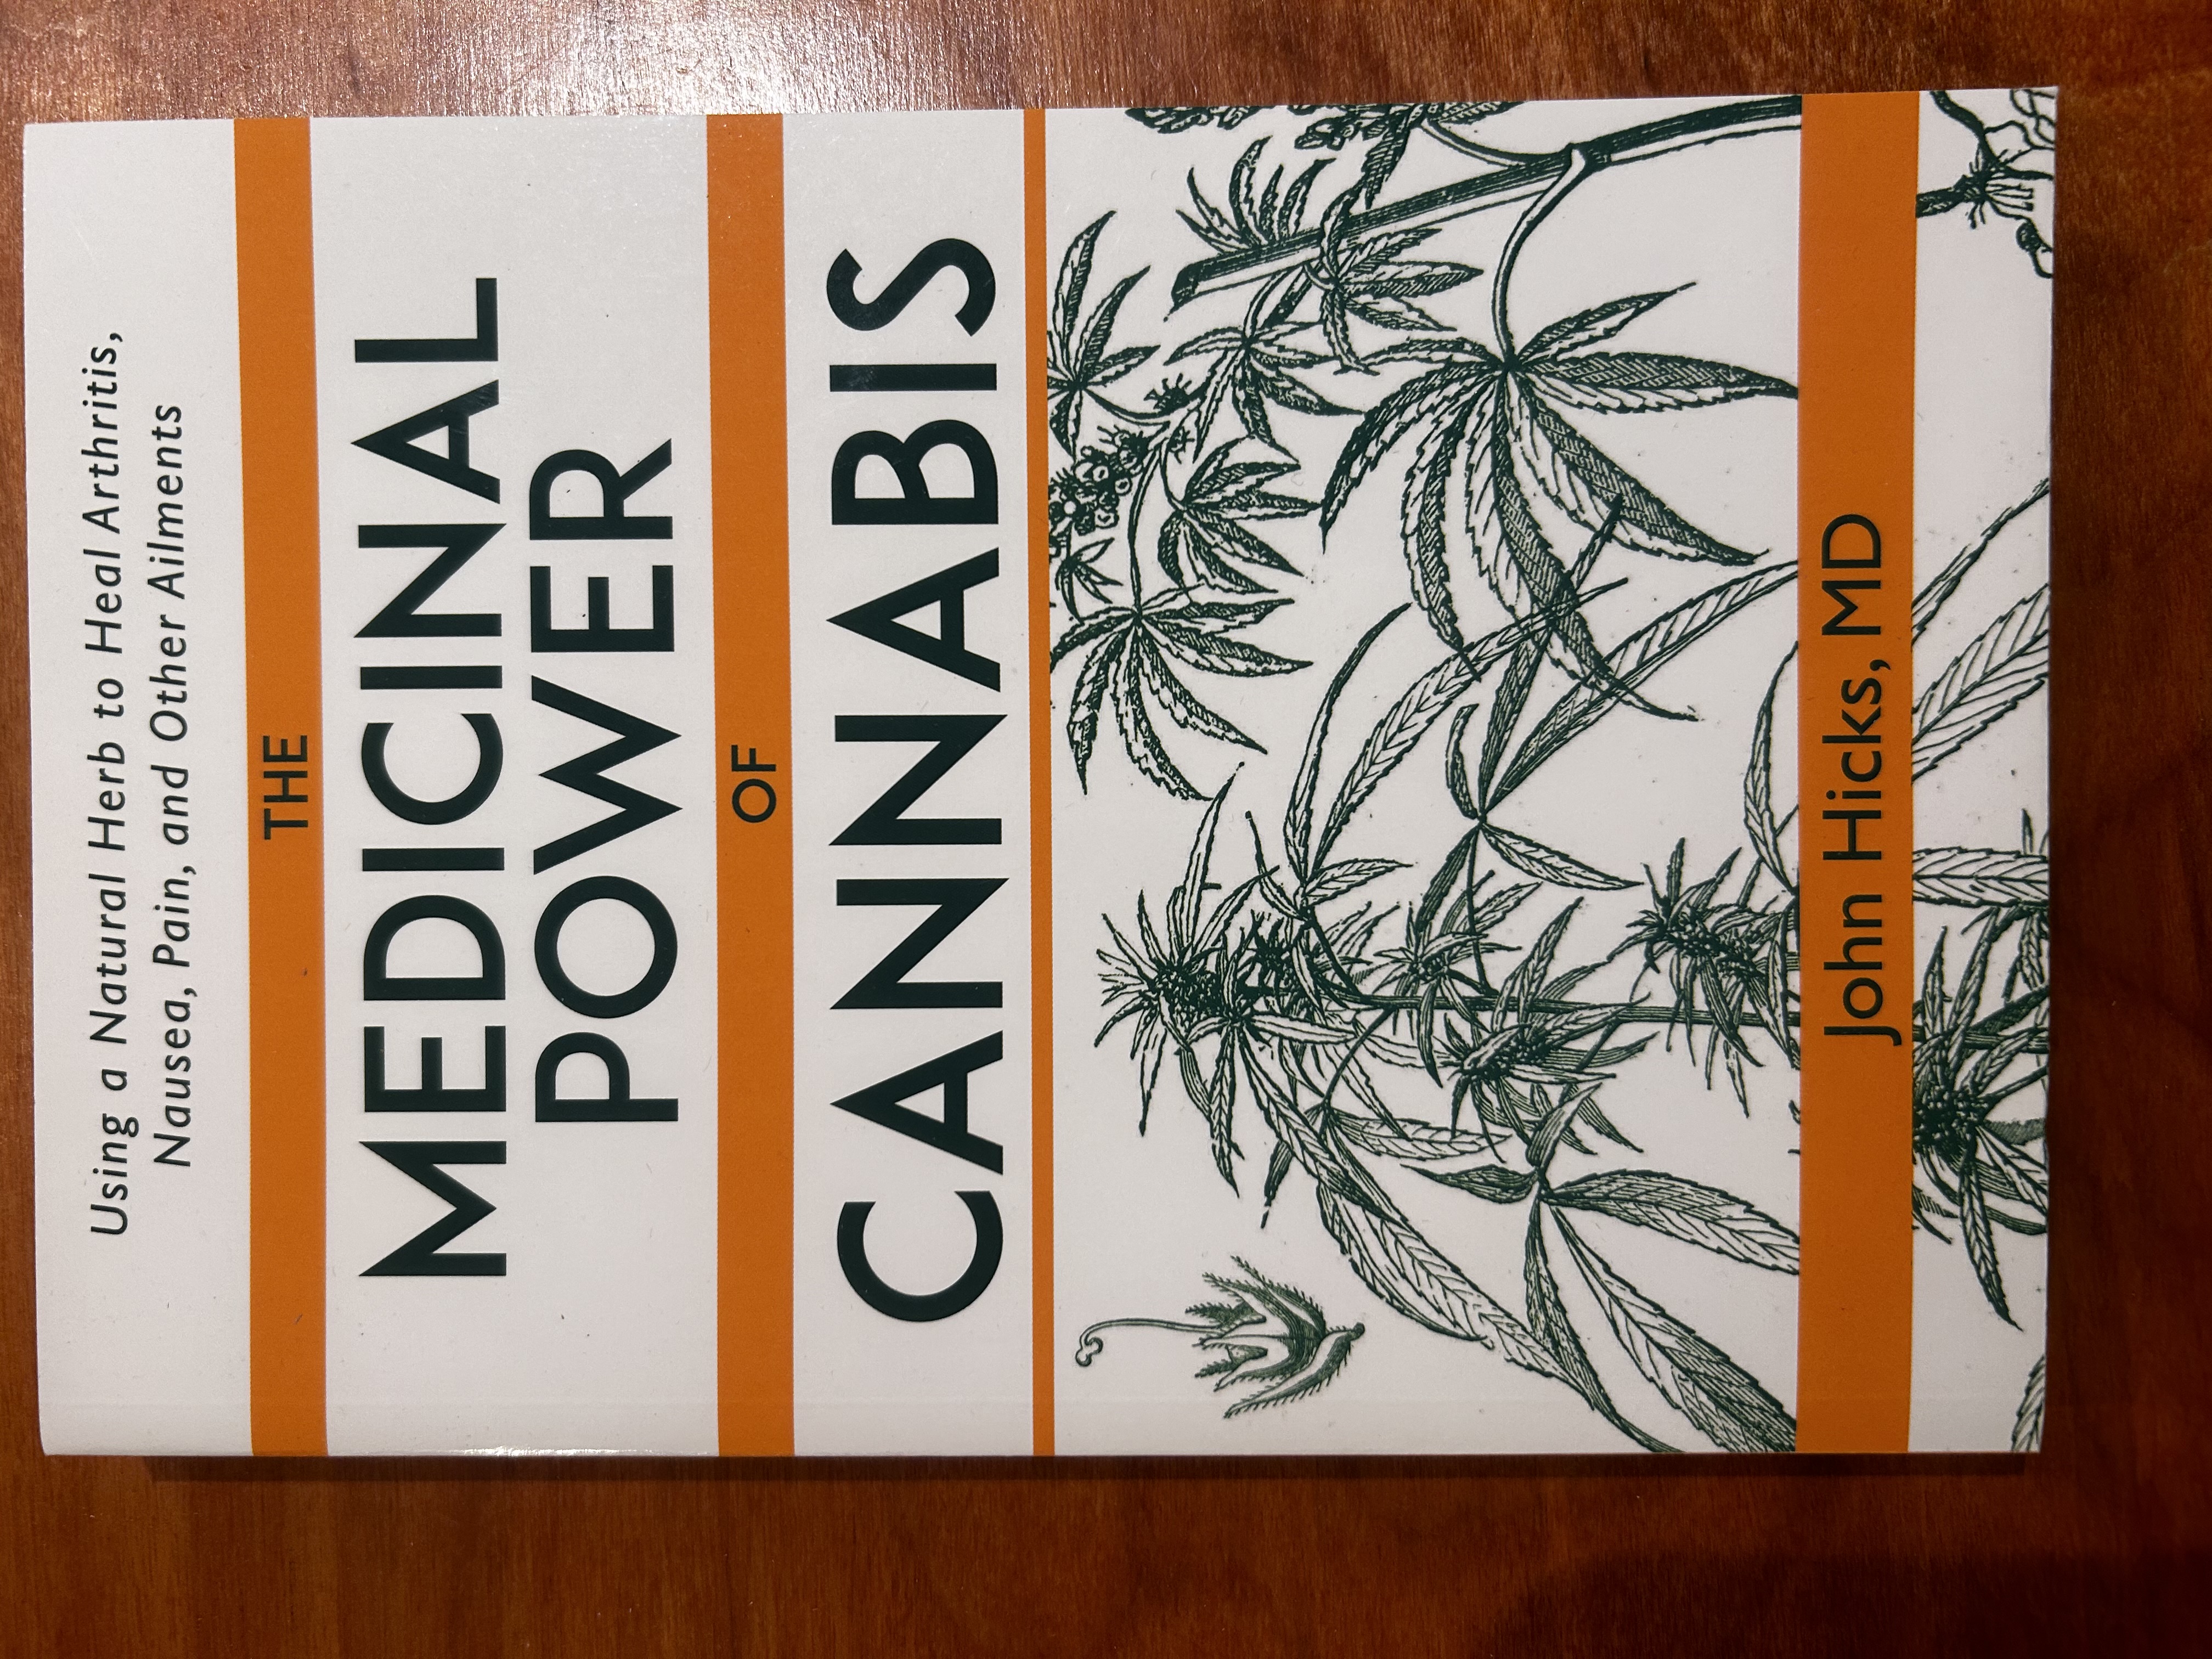 Using a Natural Herb to Heal Arthritis,
Nausea, Pain, and Other Ailments
THE
MEDICINAL
POWER
OF
CANNABIS
John Hicks, MD